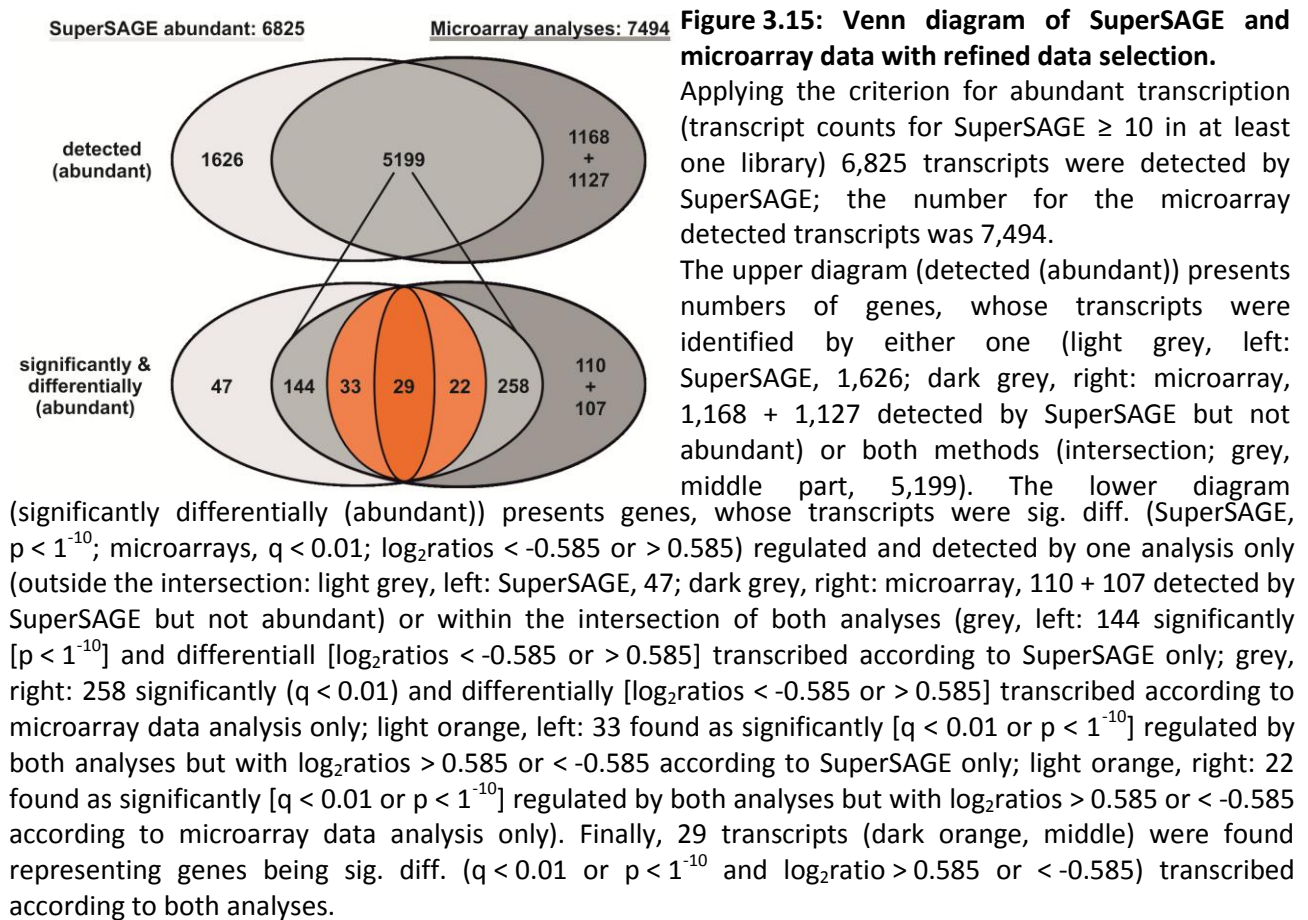 SuperSAGE abundant: 6825
Microarray analyses: 7494
detected
(abundant)
1626
5199
1168
+
1127
significantly &
differentially
(abundant)
47
144
33
29
22
258
110
+
107
Figure 3.15: Venn diagram of SuperSAGE and
microarray data with refined data selection.
Applying the criterion for abundant transcription
(transcript counts for SuperSAGE ≥ 10 in at least
one library) 6,825 transcripts were detected by
SuperSAGE; the number for the microarray
detected transcripts was 7,494.
The upper diagram (detected (abundant)) presents
numbers of genes, whose transcripts were
identified by either one (light grey, left:
SuperSAGE, 1,626; dark grey, right: microarray,
1,168 + 1,127 detected by SuperSAGE but not
abundant) or both methods (intersection; grey,
middle part, 5,199). The lower diagram
(significantly differentially (abundant)) presents genes, whose transcripts were sig. diff. (SuperSAGE,
p < 1⁻¹⁰; microarrays, q < 0.01; log₂ratios < -0.585 or > 0.585) regulated and detected by one analysis only
(outside the intersection: light grey, left: SuperSAGE, 47; dark grey, right: microarray, 110 + 107 detected by
SuperSAGE but not abundant) or within the intersection of both analyses (grey, left: 144 significantly
[p < 1⁻¹⁰] and differentiall [log₂ratios < -0.585 or > 0.585] transcribed according to SuperSAGE only; grey,
right: 258 significantly (q < 0.01) and differentially [log₂ratios < -0.585 or > 0.585] transcribed according to
microarray data analysis only; light orange, left: 33 found as significantly [q < 0.01 or p < 1⁻¹⁰] regulated by
both analyses but with log₂ratios > 0.585 or < -0.585 according to SuperSAGE only; light orange, right: 22
found as significantly [q < 0.01 or p < 1⁻¹⁰] regulated by both analyses but with log₂ratios > 0.585 or < -0.585
according to microarray data analysis only). Finally, 29 transcripts (dark orange, middle) were found
representing genes being sig. diff. (q < 0.01 or p < 1⁻¹⁰ and log₂ratio > 0.585 or < -0.585) transcribed
according to both analyses.